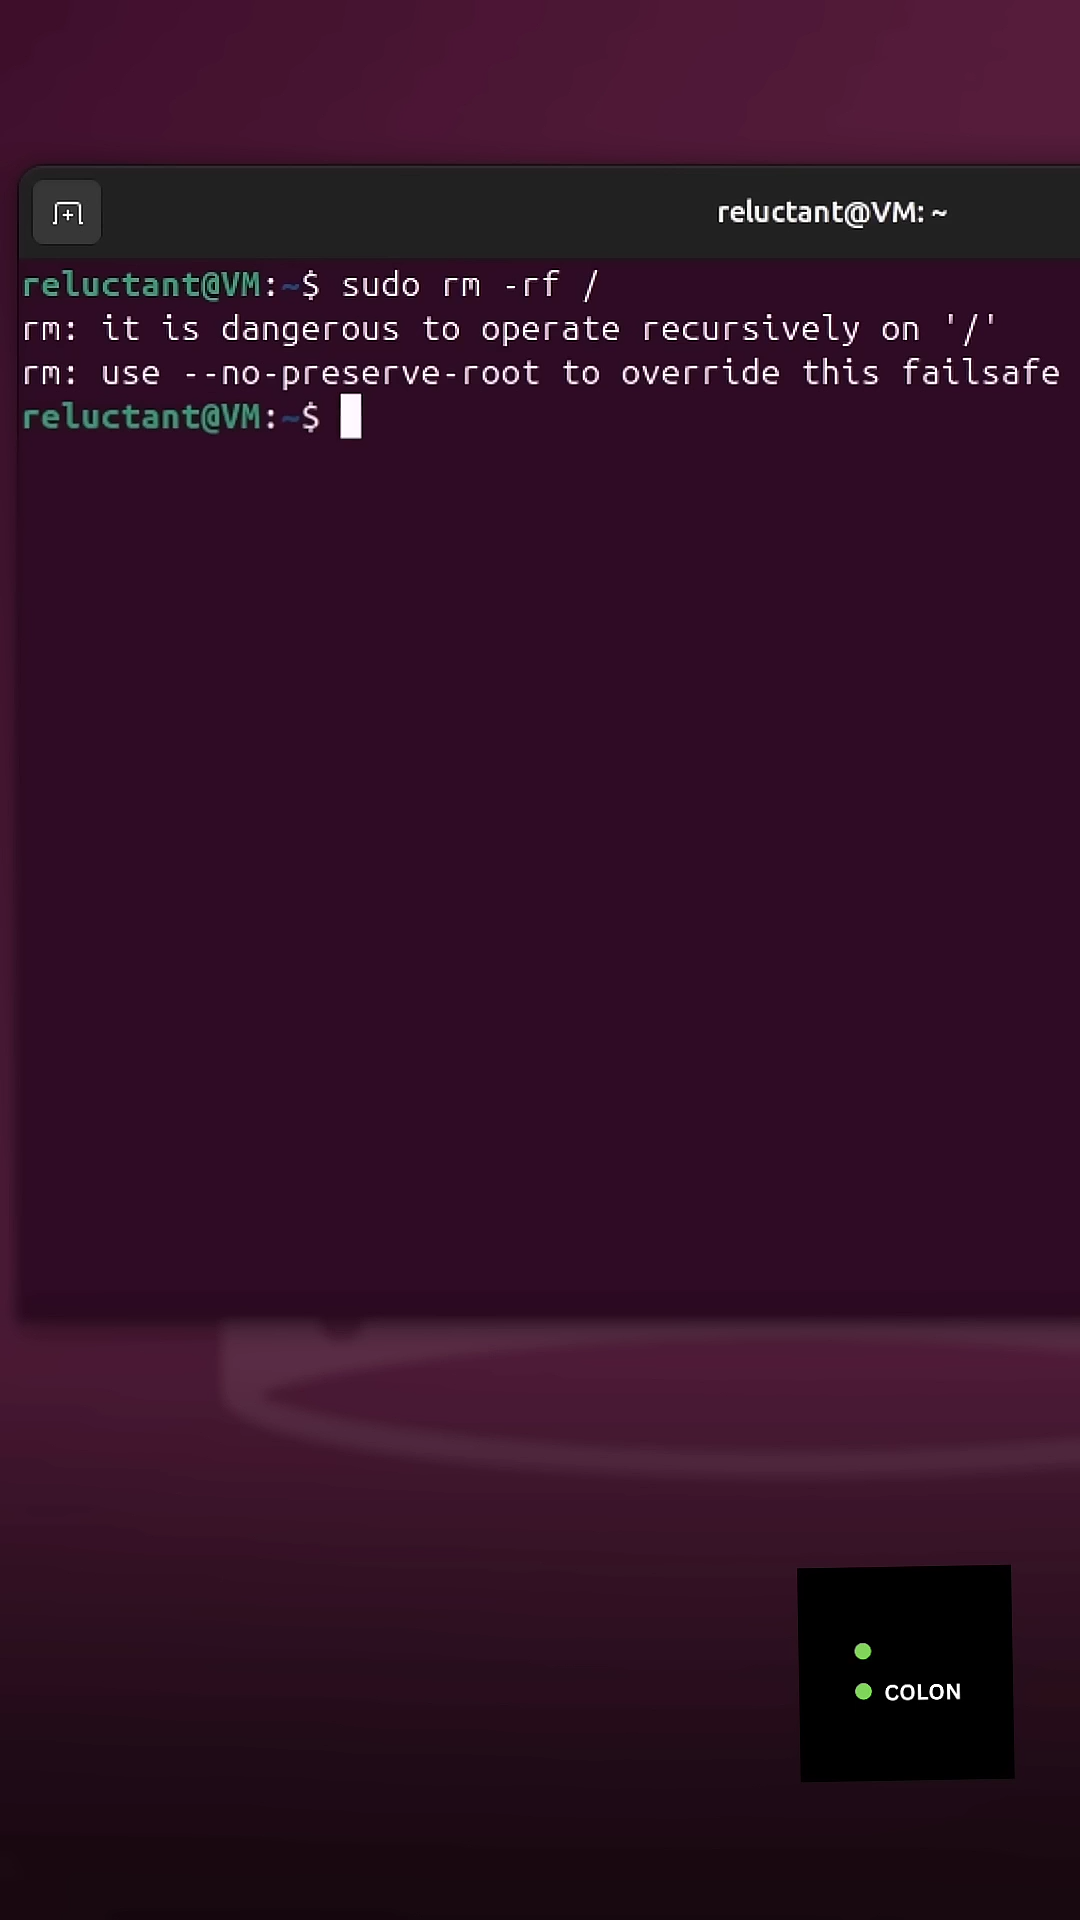 reluctant@VM: ~
reluctant@VM:~$ sudo rm -rf /
rm: it is dangerous to operate recursively on '/'
rm: use --no-preserve-root to override this failsafe
reluctant@VM:~$
COLON